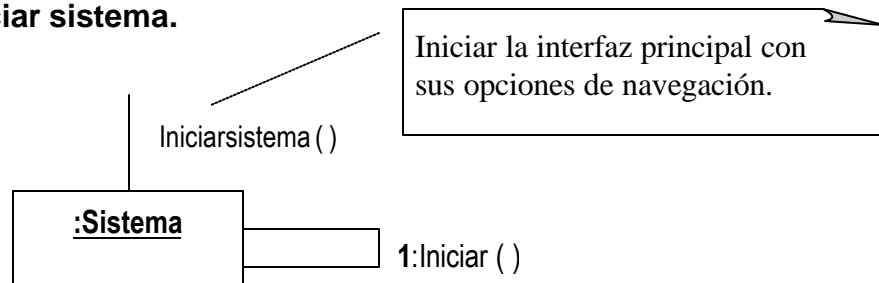 iar sistema.
Iniciar la interfaz principal con
sus opciones de navegación.
Iniciarsistema ( )
:Sistema
1:Iniciar ( )